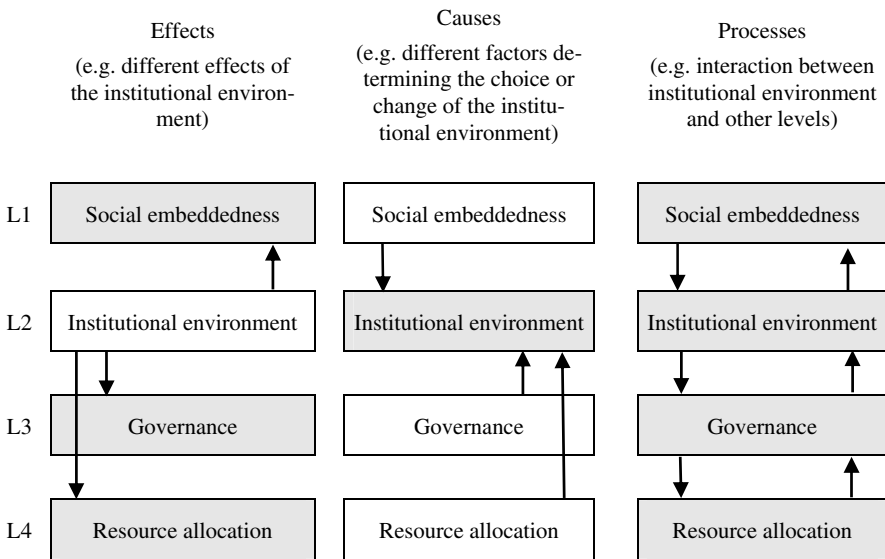 Effects
(e.g. different effects of
the institutional environ-
ment)
Causes
(e.g. different factors de-
termining the choice or
change of the institu-
tional environment)
Processes
(e.g. interaction between
institutional environment
and other levels)
L1
Social embeddedness
Social embeddedness
Social embeddedness
L2
Institutional environment
Institutional environment
Institutional environment
L3
Governance
Governance
Governance
L4
Resource allocation
Resource allocation
Resource allocation